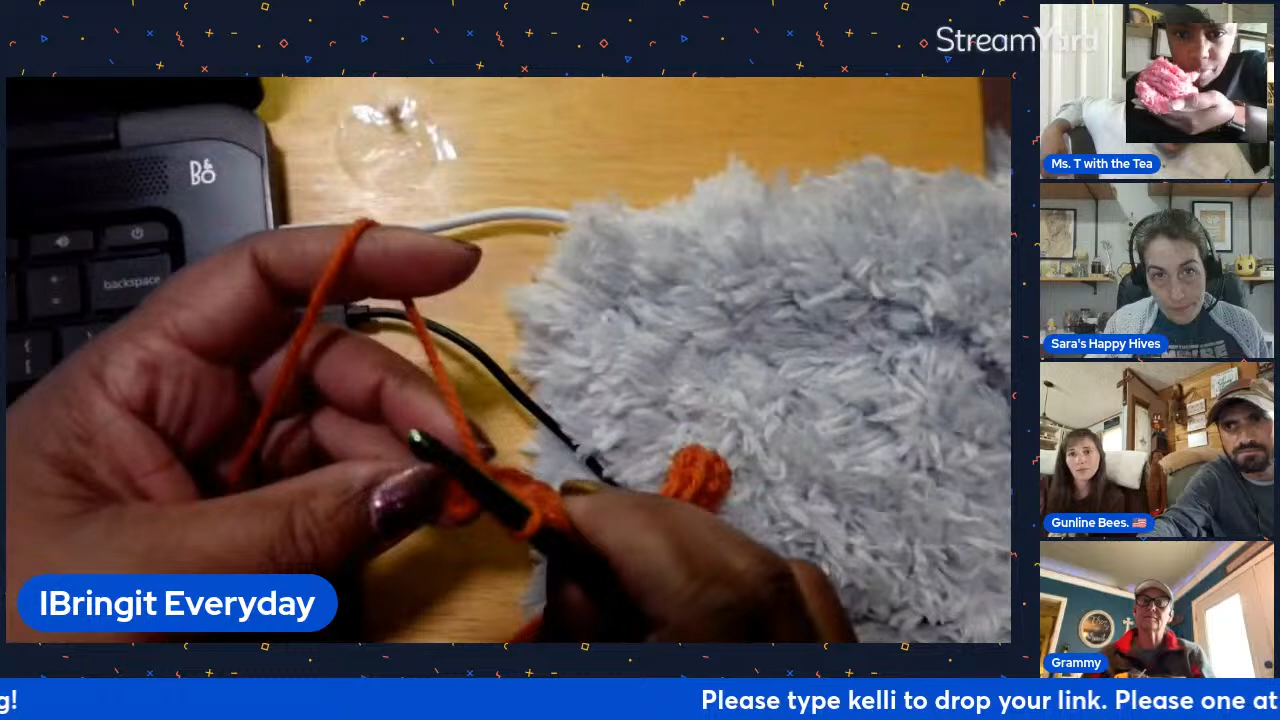 StreamYard
B&O
backspace
IBringit Everyday
Ms. T with the Tea
Sara's Happy Hives
Gunline Bees. 🇺🇸
Grammy
g!
Please type kelli to drop your link. Please one at